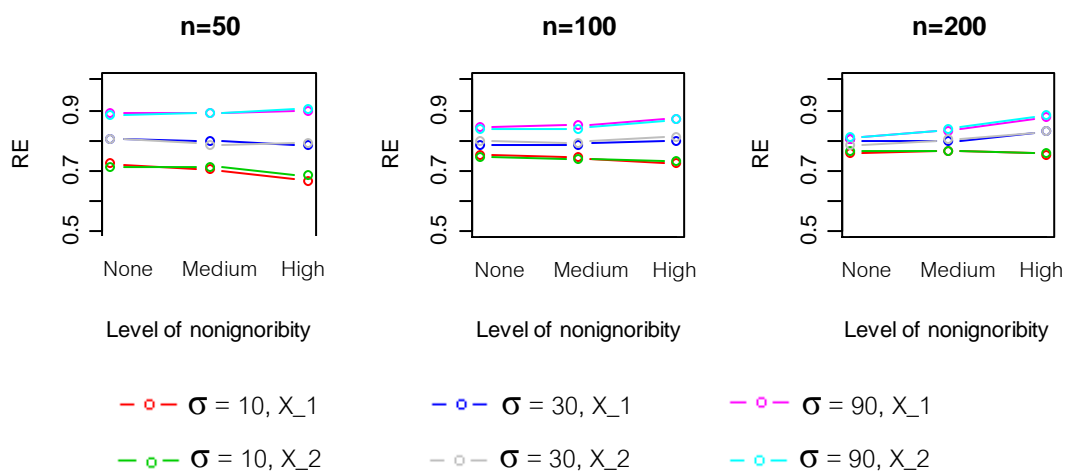 n=50
n=100
n=200
RE
0.5 0.7 0.9
None Medium High
Level of nonignoribity
RE
0.5 0.7 0.9
None Medium High
Level of nonignoribity
RE
0.5 0.7 0.9
None Medium High
Level of nonignoribity
σ = 10, X_1
σ = 30, X_1
σ = 90, X_1
σ = 10, X_2
σ = 30, X_2
σ = 90, X_2